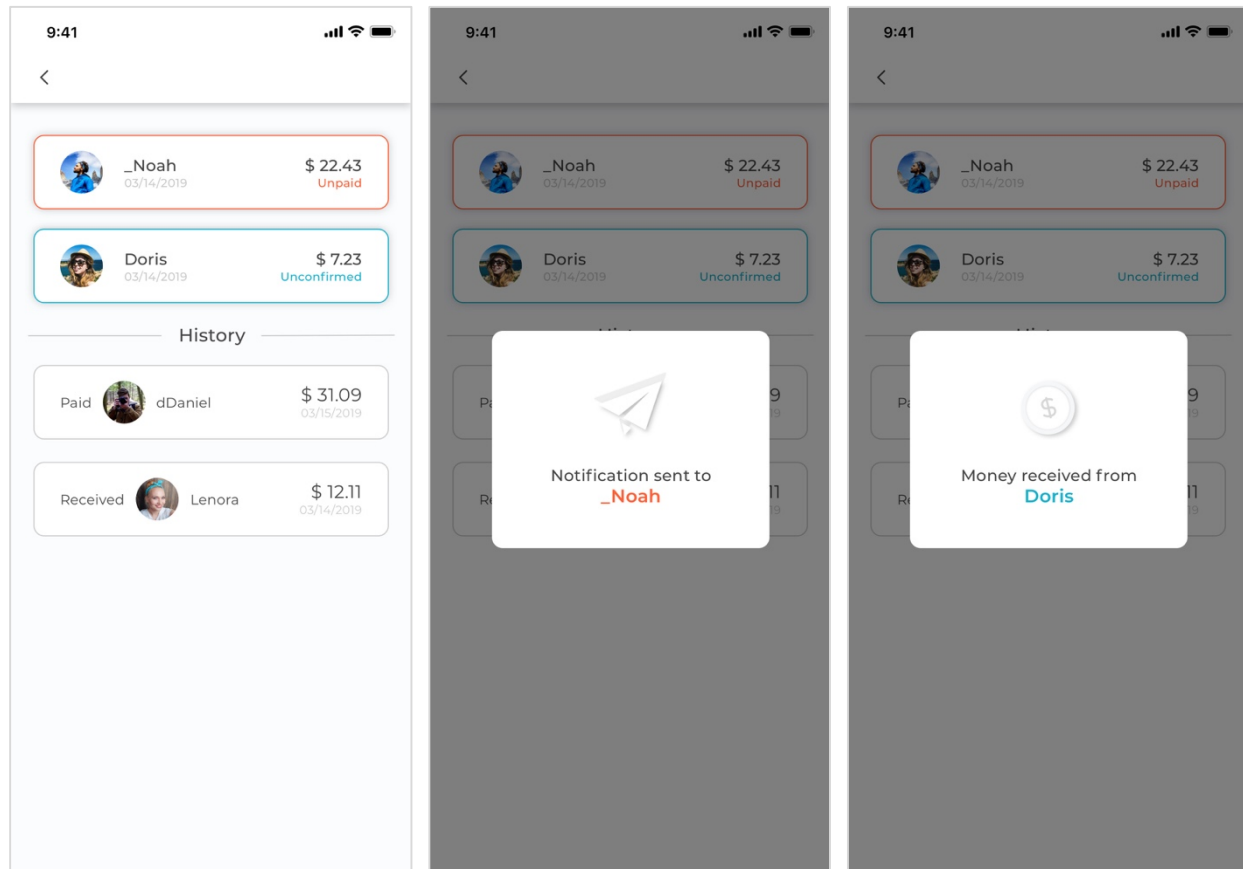 9:41
_Noah
03/14/2019
$ 22.43
Unpaid
Doris
03/14/2019
$ 7.23
Unconfirmed
History
Paid
dDaniel
$ 31.09
03/15/2019
Received
Lenora
$ 12.11
03/14/2019
9:41
_Noah
03/14/2019
$ 22.43
Unpaid
Doris
03/14/2019
$ 7.23
Unconfirmed
Notification sent to
_Noah
9:41
_Noah
03/14/2019
$ 22.43
Unpaid
Doris
03/14/2019
$ 7.23
Unconfirmed
Money received from
Doris